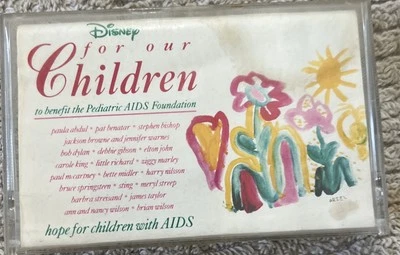 Disney
for our
Children
to benefit the Pediatric AIDS Foundation
paula abdul • pat benatar • stephen bishop
jackson browne and jennifer warnes
bob dylan • debbie gibson • elton john
carole king • little richard • ziggy marley
paul mccartney • bette midler • harry nilsson
bruce springsteen • sting • meryl streep
barbra streisand • james taylor
ann and nancy wilson • brian wilson
hope for children with AIDS